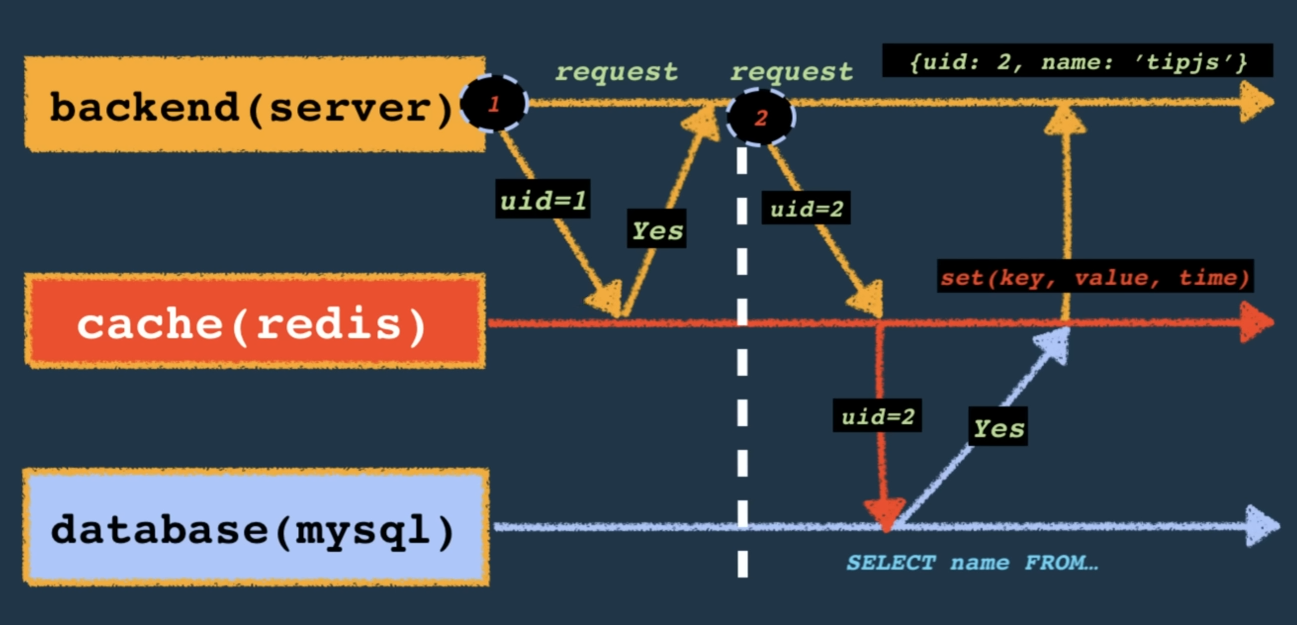 {uid: 2, name: ’tipjs’}
request
request
backend(server)
1
2
uid=1
Yes
uid=2
set(key, value, time)
cache(redis)
uid=2
Yes
database(mysql)
SELECT name FROM…